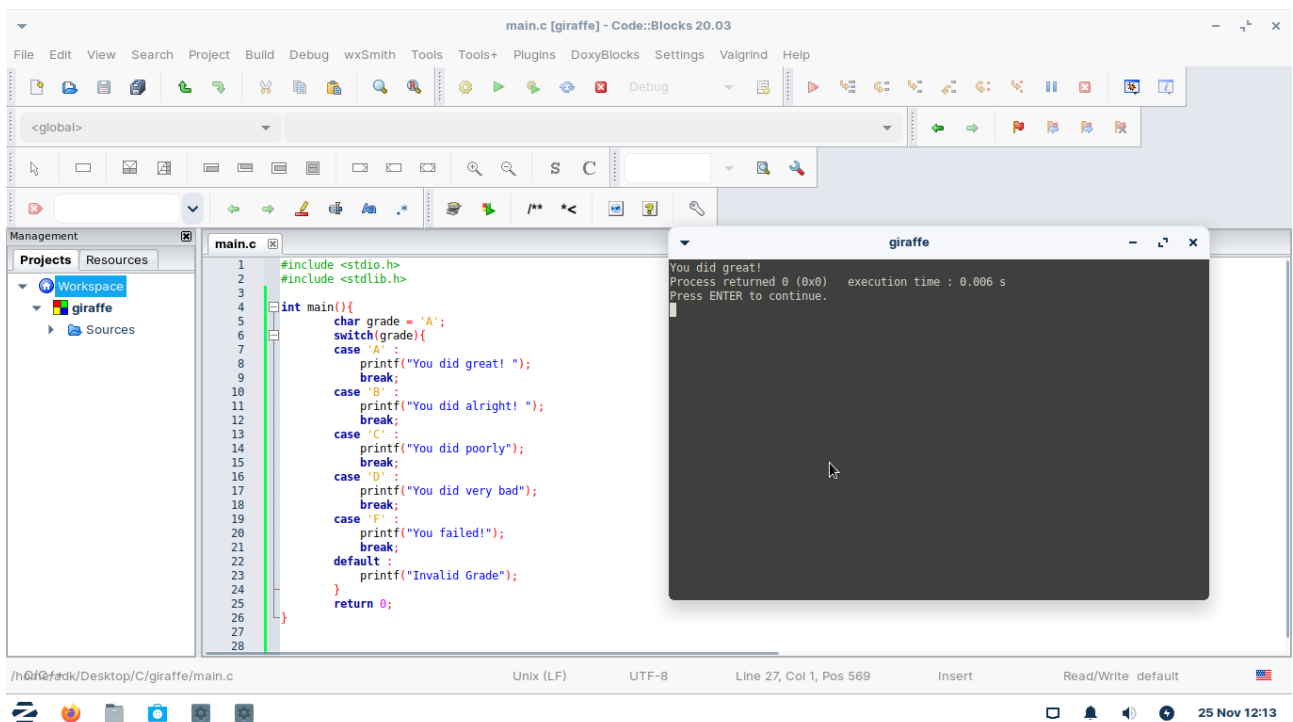 main.c [giraffe] - Code::Blocks 20.03
File Edit View Search Project Build Debug wxSmith Tools Tools+ Plugins DoxyBlocks Settings Valgrind Help
Debug
<global>
S C
/** *<
Management
Projects Resources
Workspace
giraffe
Sources
main.c
1 #include <stdio.h>
2 #include <stdlib.h>
3
4 int main(){
5 char grade = 'A';
6 switch(grade){
7 case 'A' :
8 printf("You did great! ");
9 break;
10 case 'B' :
11 printf("You did alright! ");
12 break;
13 case 'C' :
14 printf("You did poorly");
15 break;
16 case 'D' :
17 printf("You did very bad");
18 break;
19 case 'F' :
20 printf("You failed!");
21 break;
22 default :
23 printf("Invalid Grade");
24 }
25 return 0;
26 }
27
28
giraffe
You did great!
Process returned 0 (0x0) execution time : 0.006 s
Press ENTER to continue.
/Desktop/C/giraffe/main.c Unix (LF) UTF-8 Line 27, Col 1, Pos 569 Insert Read/Write default
25 Nov 12:13